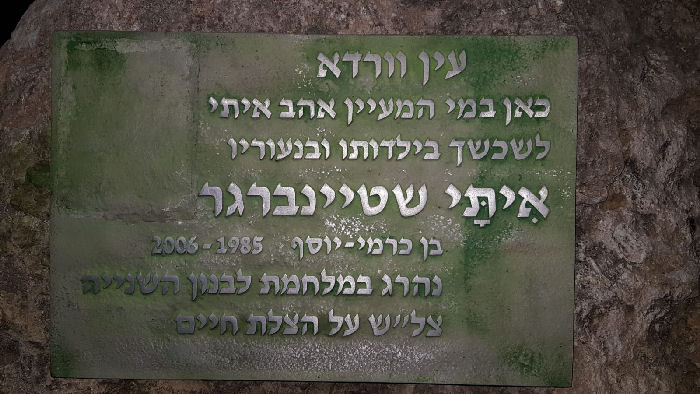 עין וורדא
כאן במי המעיין אהב איתי
לשכשך בילדותו ובנעוריו
אִיתָּי שטיינברגר
בן כרמי-יוסף 1985 - 2006
נהרג במלחמת לבנון השנייה
צל״ש על הצלת חיים